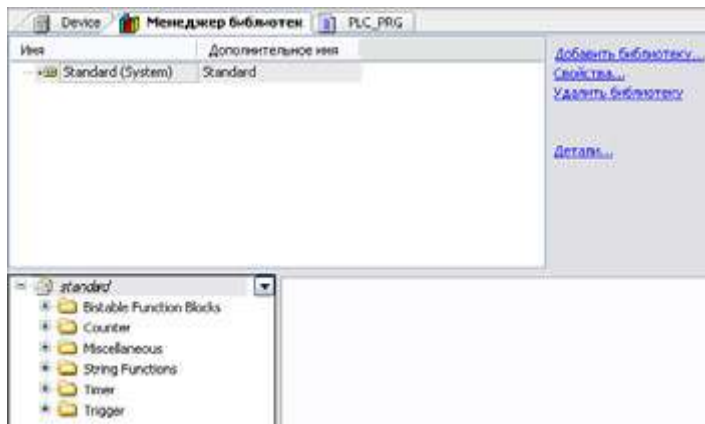 Device Менеджер библиотек PLC_PRG
Имя Дополнительное имя
Standard (System) Standard
Добавить библиотеку...
Свойства...
Удалить библиотеку
Детали...
standard
Bistable Function Blocks
Counter
Miscellaneous
String Functions
Timer
Trigger